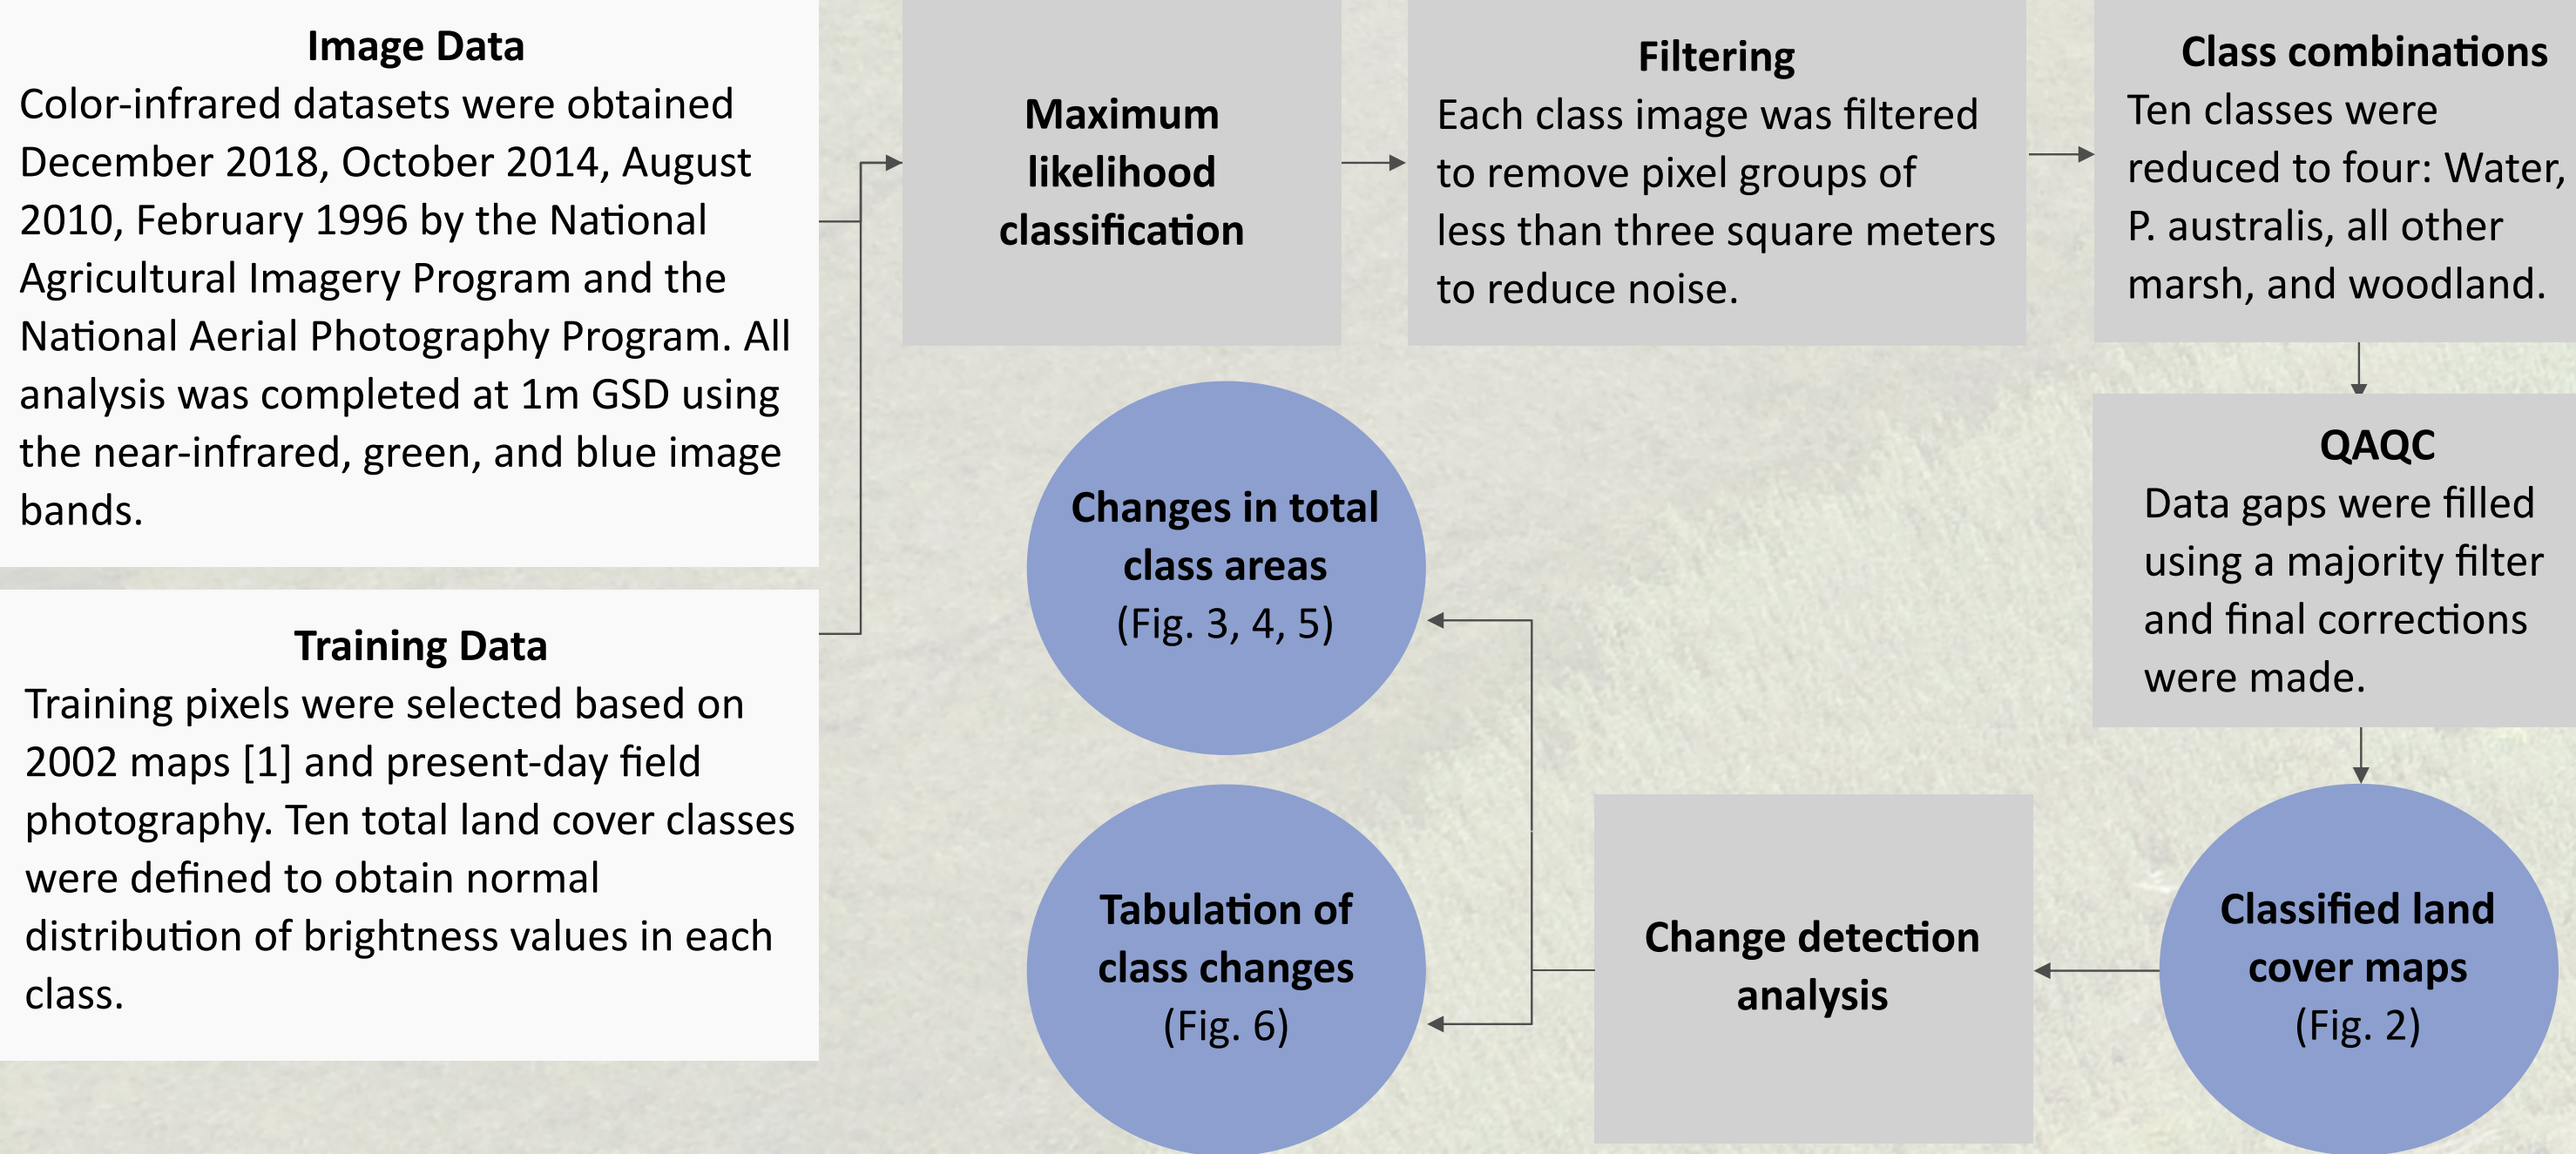 Image Data
Color-infrared datasets were obtained
December 2018, October 2014, August
2010, February 1996 by the National
Agricultural Imagery Program and the
National Aerial Photography Program. All
analysis was completed at 1m GSD using
the near-infrared, green, and blue image
bands.
Training Data
Training pixels were selected based on
2002 maps [1] and present-day field
photography. Ten total land cover classes
were defined to obtain normal
distribution of brightness values in each
class.
Maximum
likelihood
classification
Filtering
Each class image was filtered
to remove pixel groups of
less than three square meters
to reduce noise.
Class combinations
Ten classes were
reduced to four: Water,
P. australis, all other
marsh, and woodland.
QAQC
Data gaps were filled
using a majority filter
and final corrections
were made.
Classified land
cover maps
(Fig. 2)
Change detection
analysis
Changes in total
class areas
(Fig. 3, 4, 5)
Tabulation of
class changes
(Fig. 6)